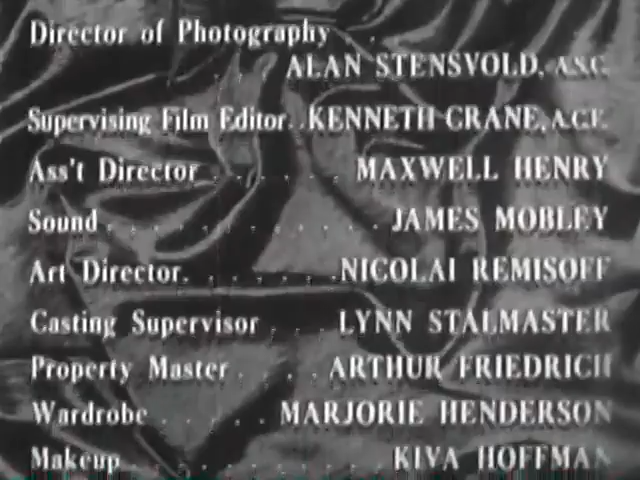 Director of Photography
ALAN STENSVOLD, A.S.C.
Supervising Film Editor..KENNETH CRANE, A.C.E.
Ass't Director . . . . . . MAXWELL HENRY
Sound . . . . . . . . . . . JAMES MOBLEY
Art Director. . . . . . . NICOLAI REMISOFF
Casting Supervisor . . . LYNN STALMASTER
Property Master . . . . ARTHUR FRIEDRICH
Wardrobe . . . . . MARJORIE HENDERSON
Makeup . . . . . . . . . . KIVA HOFFMAN